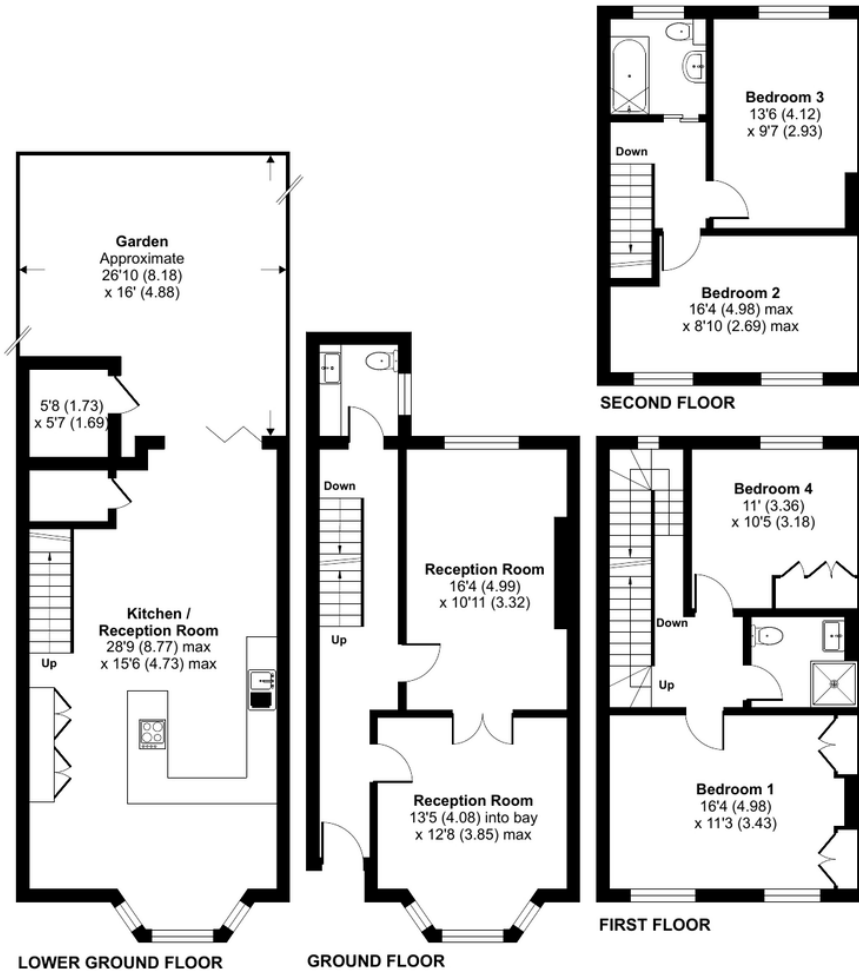 Garden
Approximate
26'10 (8.18)
x 16' (4.88)
5'8 (1.73)
x 5'7 (1.69)
Kitchen /
Reception Room
28'9 (8.77) max
x 15'6 (4.73) max
Up
LOWER GROUND FLOOR
Down
Up
Reception Room
16'4 (4.99)
x 10'11 (3.32)
Reception Room
13'5 (4.08) into bay
x 12'8 (3.85) max
GROUND FLOOR
Bedroom 3
13'6 (4.12)
x 9'7 (2.93)
Down
Bedroom 2
16'4 (4.98) max
x 8'10 (2.69) max
SECOND FLOOR
Bedroom 4
11' (3.36)
x 10'5 (3.18)
Down
Up
Bedroom 1
16'4 (4.98)
x 11'3 (3.43)
FIRST FLOOR